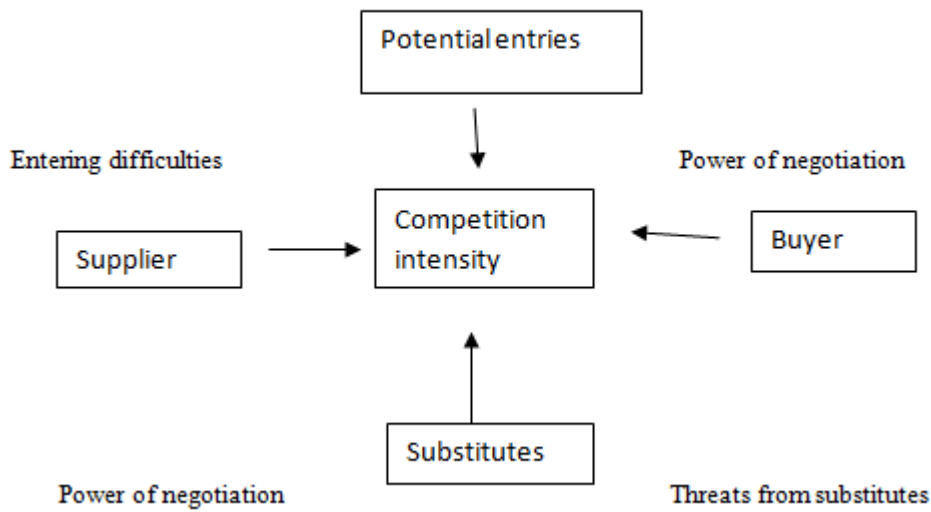 Potential entries
Entering difficulties
Power of negotiation
Competition
intensity
Supplier
Buyer
Substitutes
Power of negotiation
Threats from substitutes